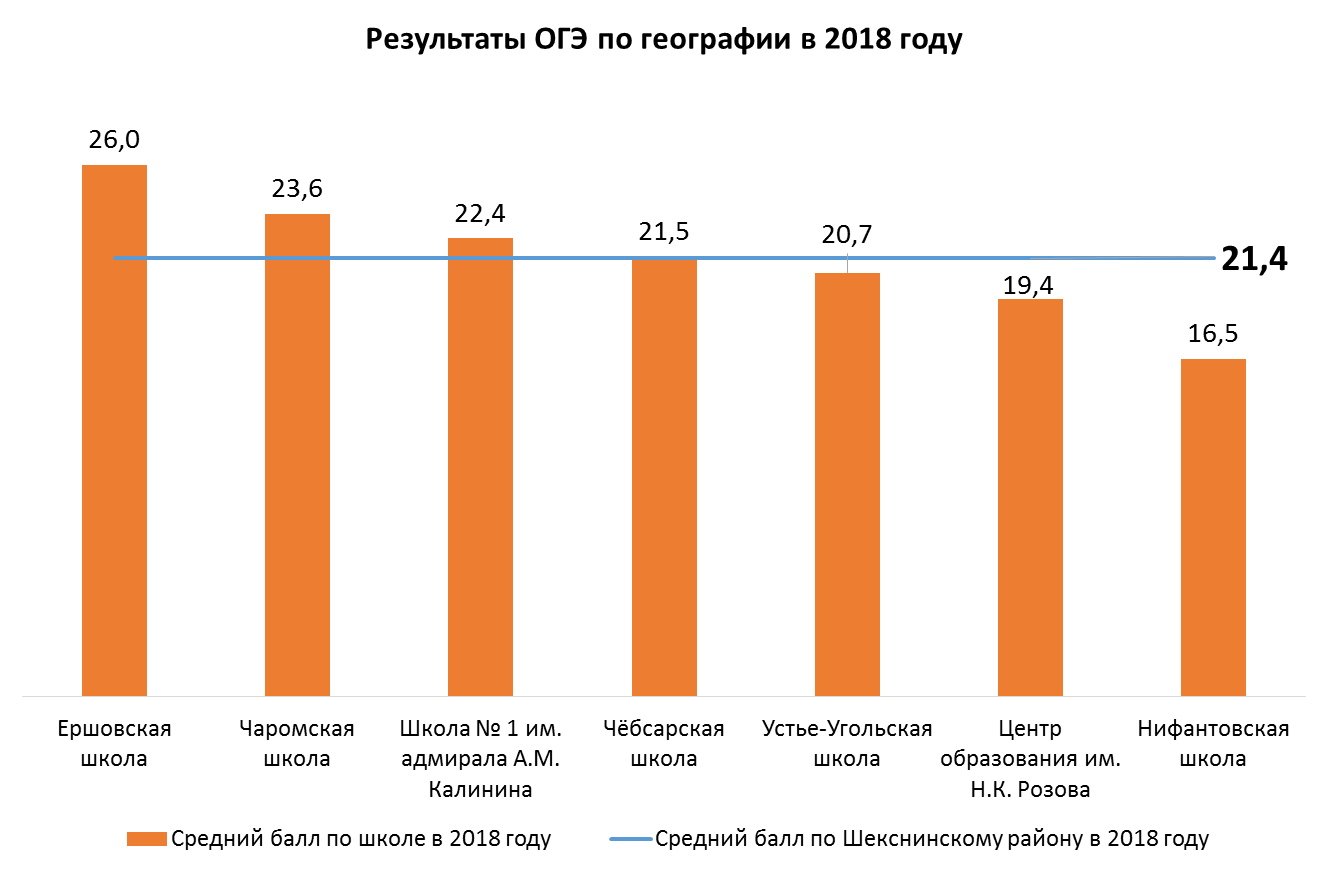 Результаты ОГЭ по географии в 2018 году
26,0
23,6
22,4
21,5
20,7
19,4
16,5
21,4
Ершовская
школа
Чаромская
школа
Школа № 1 им.
адмирала А.М.
Калинина
Чёбсарская
школа
Устье-Угольская
школа
Центр
образования им.
Н.К. Розова
Нифантовская
школа
Средний балл по школе в 2018 году
Средний балл по Шекснинскому району в 2018 году